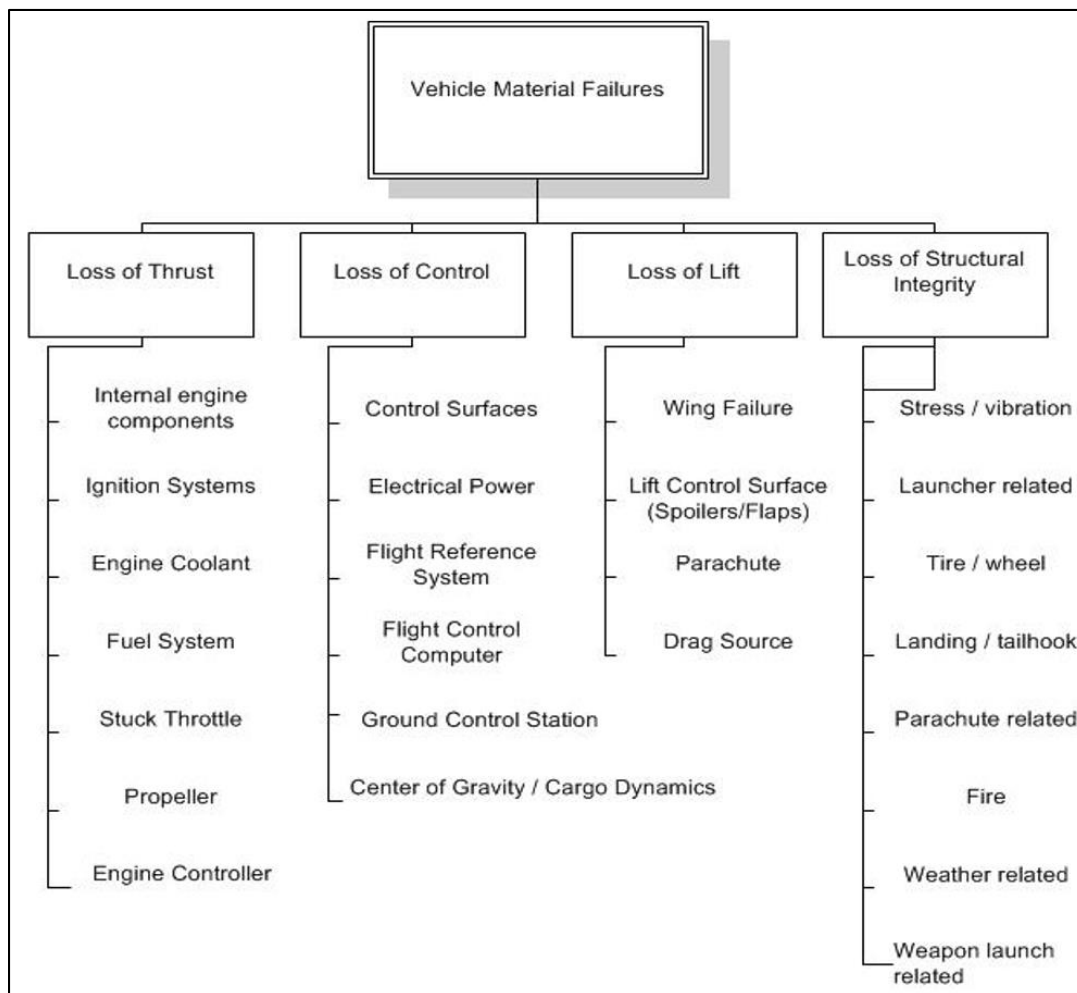 Vehicle Material Failures
Loss of Thrust
Internal engine
components
Ignition Systems
Engine Coolant
Fuel System
Stuck Throttle
Propeller
Engine Controller
Loss of Control
Control Surfaces
Electrical Power
Flight Reference
System
Flight Control
Computer
Ground Control Station
Center of Gravity / Cargo Dynamics
Loss of Lift
Wing Failure
Lift Control Surface
(Spoilers/Flaps)
Parachute
Drag Source
Loss of Structural
Integrity
Stress / vibration
Launcher related
Tire / wheel
Landing / tailhook
Parachute related
Fire
Weather related
Weapon launch
related